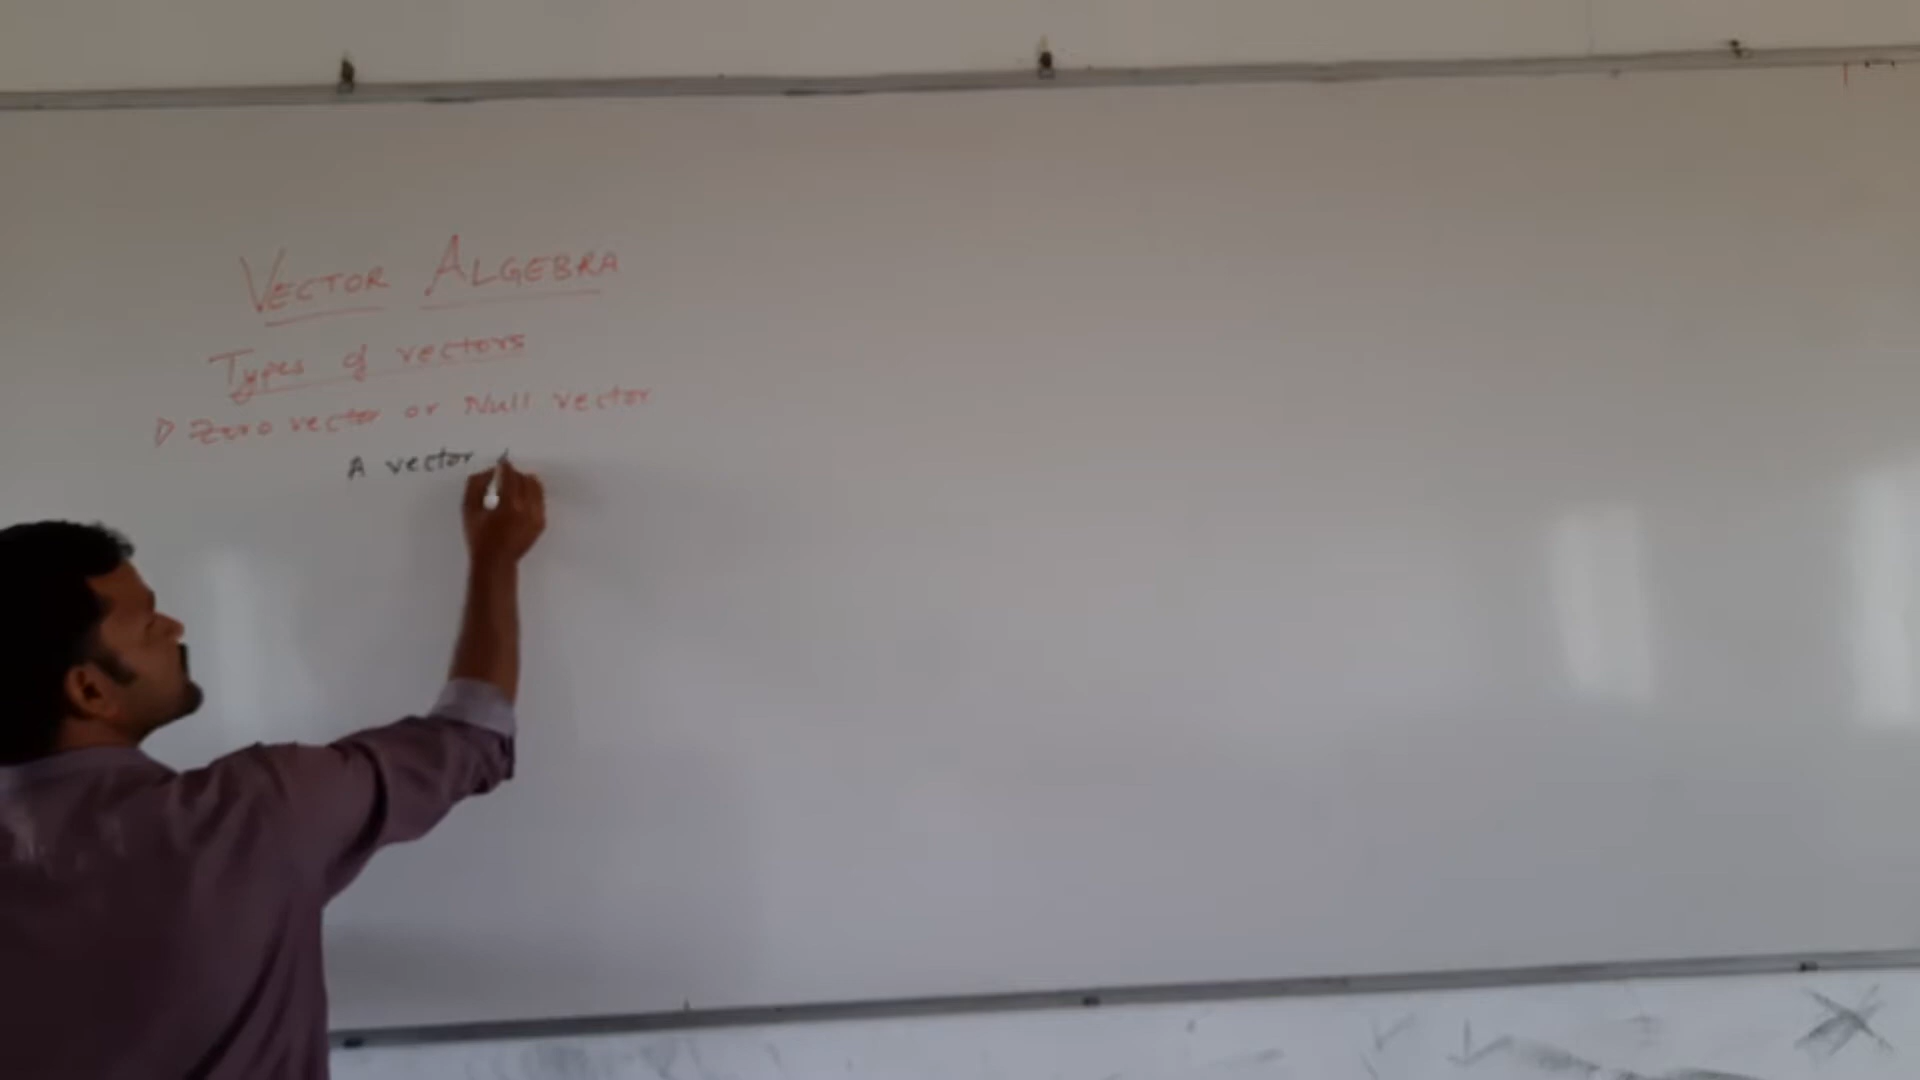 VECTOR ALGEBRA
Types of vectors
1) Zero vector or Null vector
A vector